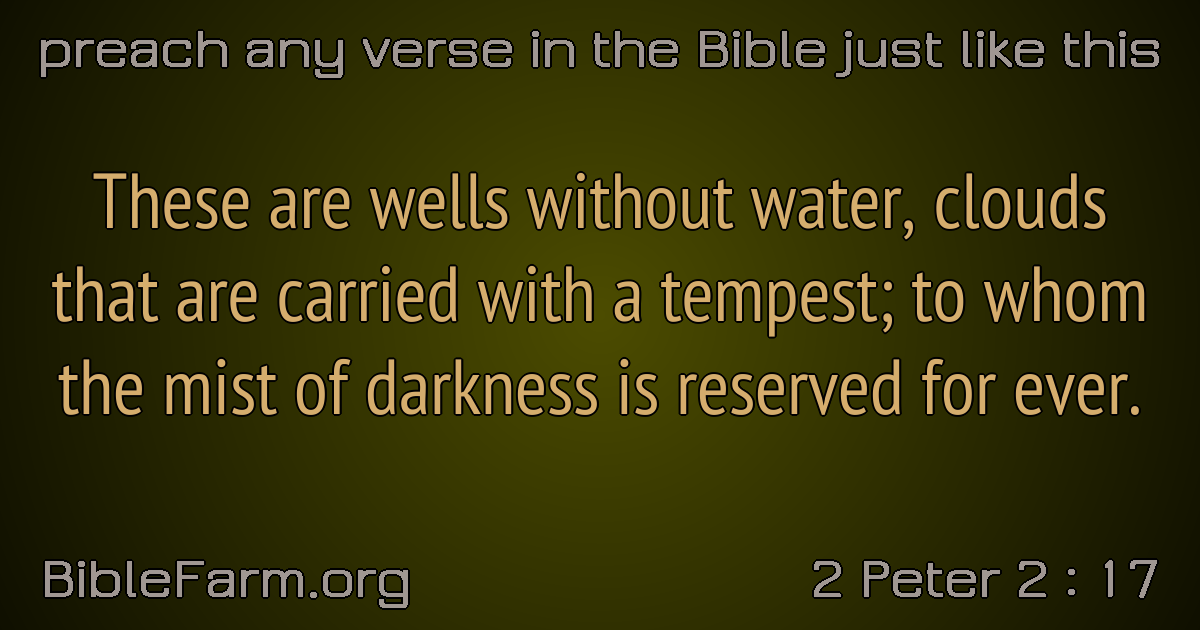 preach any verse in the Bible just like this
These are wells without water, clouds
that are carried with a tempest; to whom
the mist of darkness is reserved for ever.
BibleFarm.org
2 Peter 2 : 17